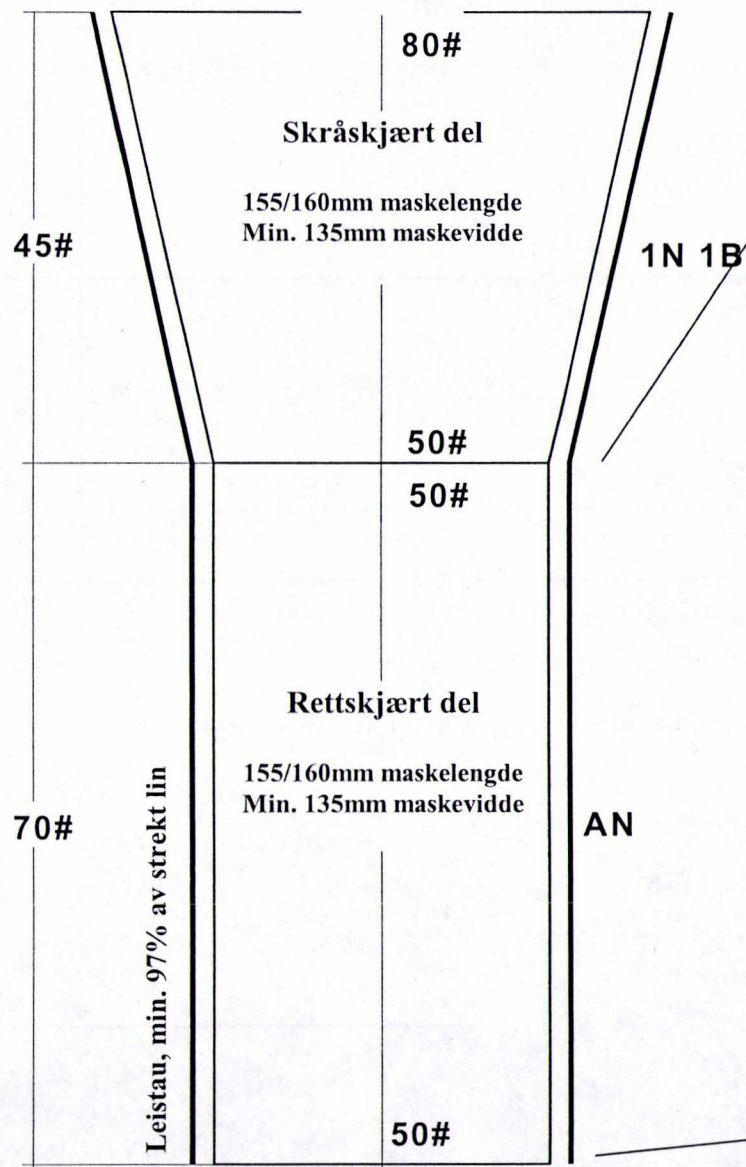 80#
Skråskjært del
155/160mm maskelengde
Min. 135mm maskevidde
45#
1N 1B
50#
50#
Rettskjært del
155/160mm maskelengde
Min. 135mm maskevidde
70#
AN
Leistau, min. 97% av strekt lin
50#